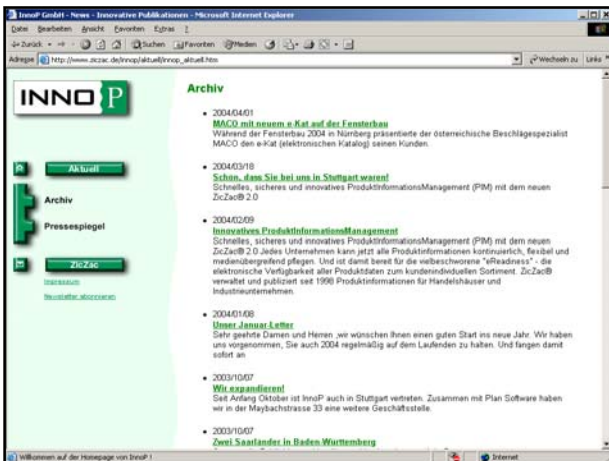 InnoP GmbH - News - Innovative Publikationen - Microsoft Internet Explorer
Datei Bearbeiten Ansicht Favoriten Extras ?
Zurück Suchen Favoriten Medien
Adresse http://www.ziczac.de/innop/aktuell/innop_aktuell.htm Wechseln zu Links
INNO P
Aktuell
Archiv
Pressespiegel
ZicZac
Impressum
Newsletter abonnieren
Archiv
2004/04/01
MACO mit neuem e-Kat auf der Fensterbau
Während der Fensterbau 2004 in Nürnberg präsentierte der österreichische Beschlägespezialist
MACO den e-Kat (elektronischen Katalog) seinen Kunden.
2004/03/18
Schön, dass Sie bei uns in Stuttgart waren!
Schnelles, sicheres und innovatives ProduktInformationsManagement (PIM) mit dem neuen
ZicZac® 2.0
2004/02/09
Innovatives ProduktInformationsManagement
Schnelles, sicheres und innovatives ProduktInformationsManagement (PIM) mit dem neuen
ZicZac® 2.0 Jedes Unternehmen kann jetzt alle Produktinformationen kontinuierlich, flexibel und
medienübergreifend pflegen. Und ist damit bereit für die vielbeschworene "eReadiness" - die
elektronische Verfügbarkeit aller Produktdaten zum kundenindividuellen Sortiment. ZicZac®
verwaltet und publiziert seit 1998 Produktinformationen für Handelshäuser und
Industrieunternehmen.
2004/01/08
Unser Januar-Letter
Sehr geehrte Damen und Herren ,wir wünschen Ihnen einen guten Start ins neue Jahr. Wir haben
uns vorgenommen, Sie auch 2004 regelmäßig auf dem Laufenden zu halten. Und fangen damit
sofort an.
2003/10/07
Wir expandieren!
Seit Anfang Oktober ist InnoP auch in Stuttgart vertreten. Zusammen mit Plan Software haben
wir in der Maybachstrasse 33 eine weitere Geschäftsstelle.
2003/10/07
Zwei Saarländer in Baden Württemberg
Willkommen auf der Homepage von InnoP !
Internet